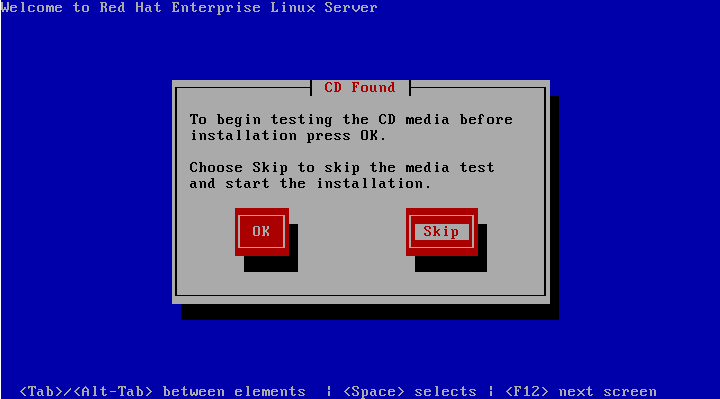 Welcome to Red Hat Enterprise Linux Server
CD Found
To begin testing the CD media before
installation press OK.
Choose Skip to skip the media test
and start the installation.
OK Skip
<Tab>/<Alt-Tab> between elements | <Space> selects | <F12> next screen